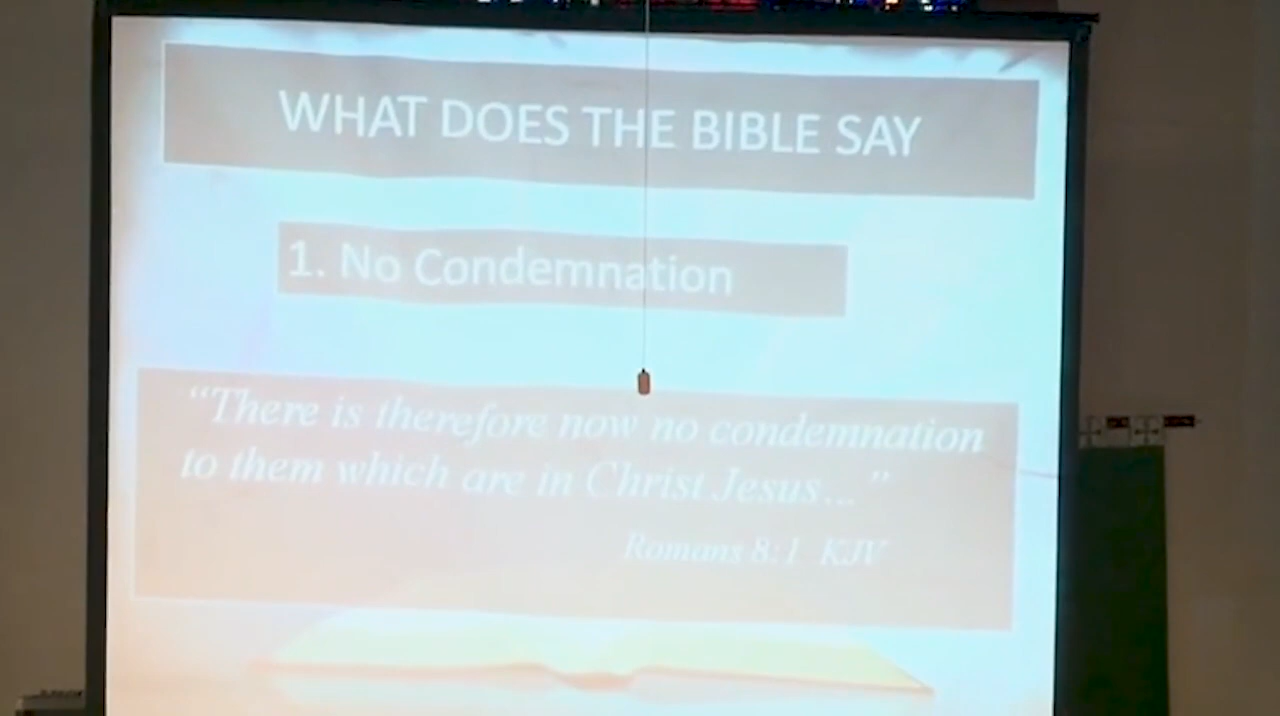 WHAT DOES THE BIBLE SAY
1. No Condemnation
“There is therefore now no condemnation
to them which are in Christ Jesus...”
Romans 8:1 KJV